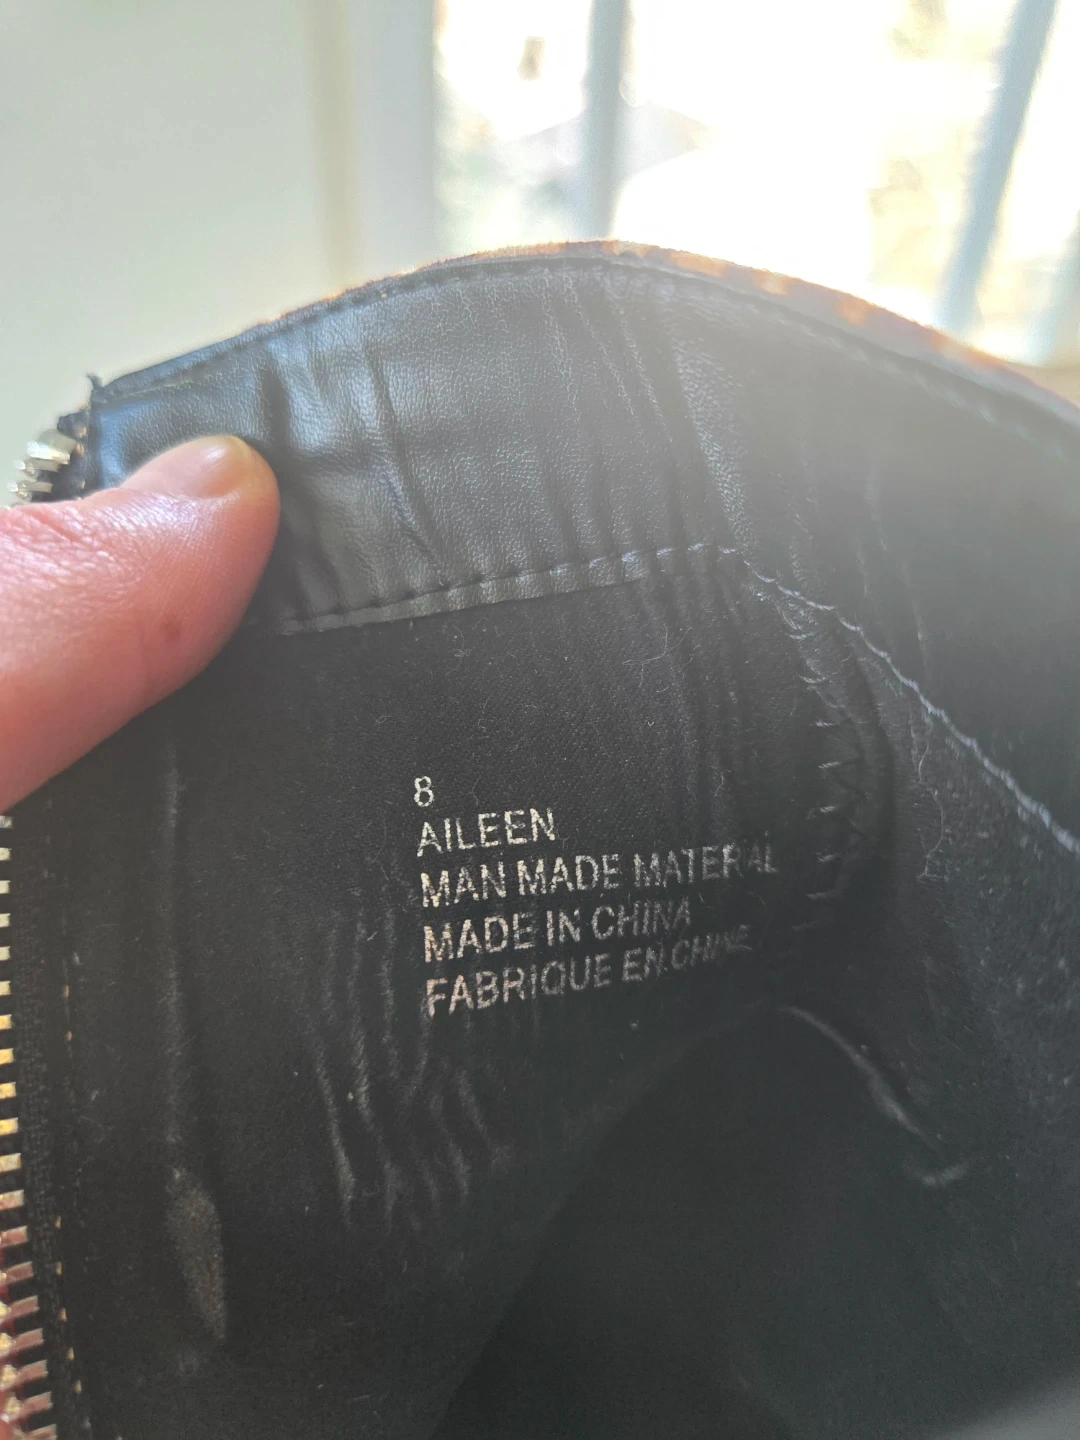 8
AILEEN
MAN MADE MATERIAL
MADE IN CHINA
FABRIQUE EN CHINE